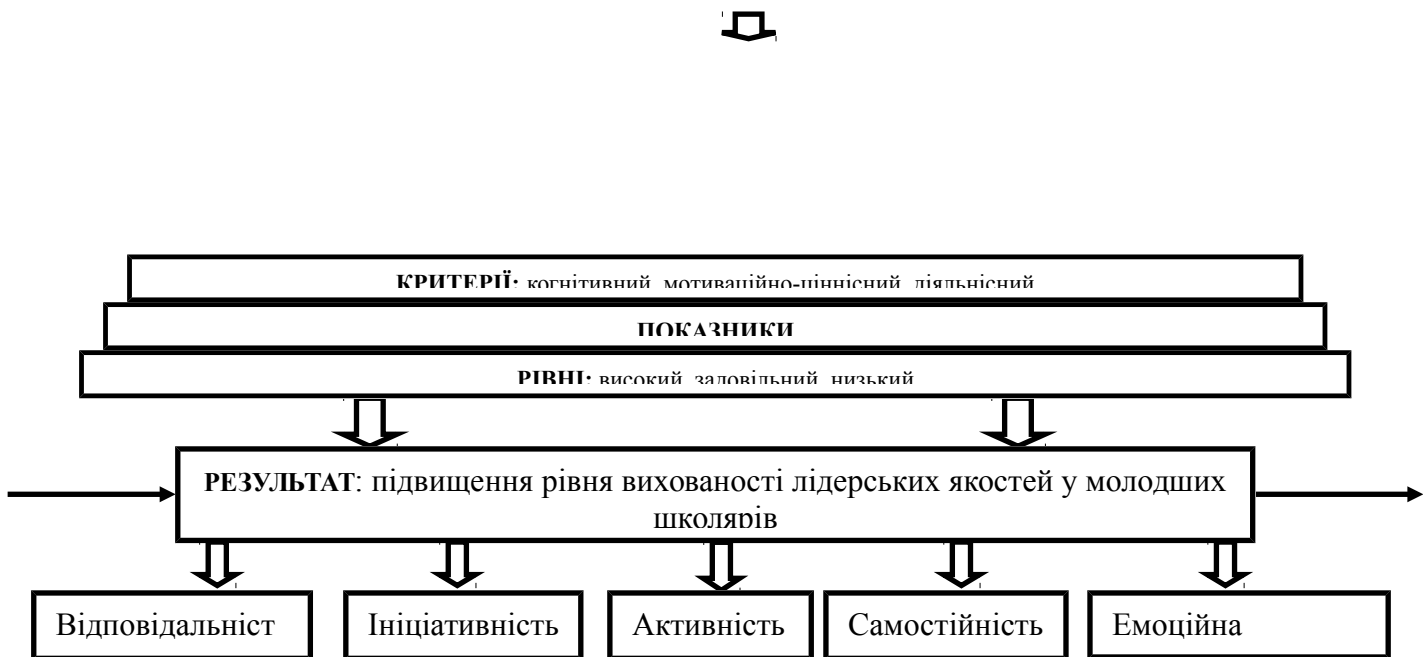 КРИТЕРІЇ: когнітивний, мотиваційно-ціннісний, діяльнісний
ПОКАЗНИКИ
РІВНІ: високий, задовільний, низький
РЕЗУЛЬТАТ: підвищення рівня вихованості лідерських якостей у молодших
школярів
Відповідальніст
Ініціативність
Активність
Самостійність
Емоційна